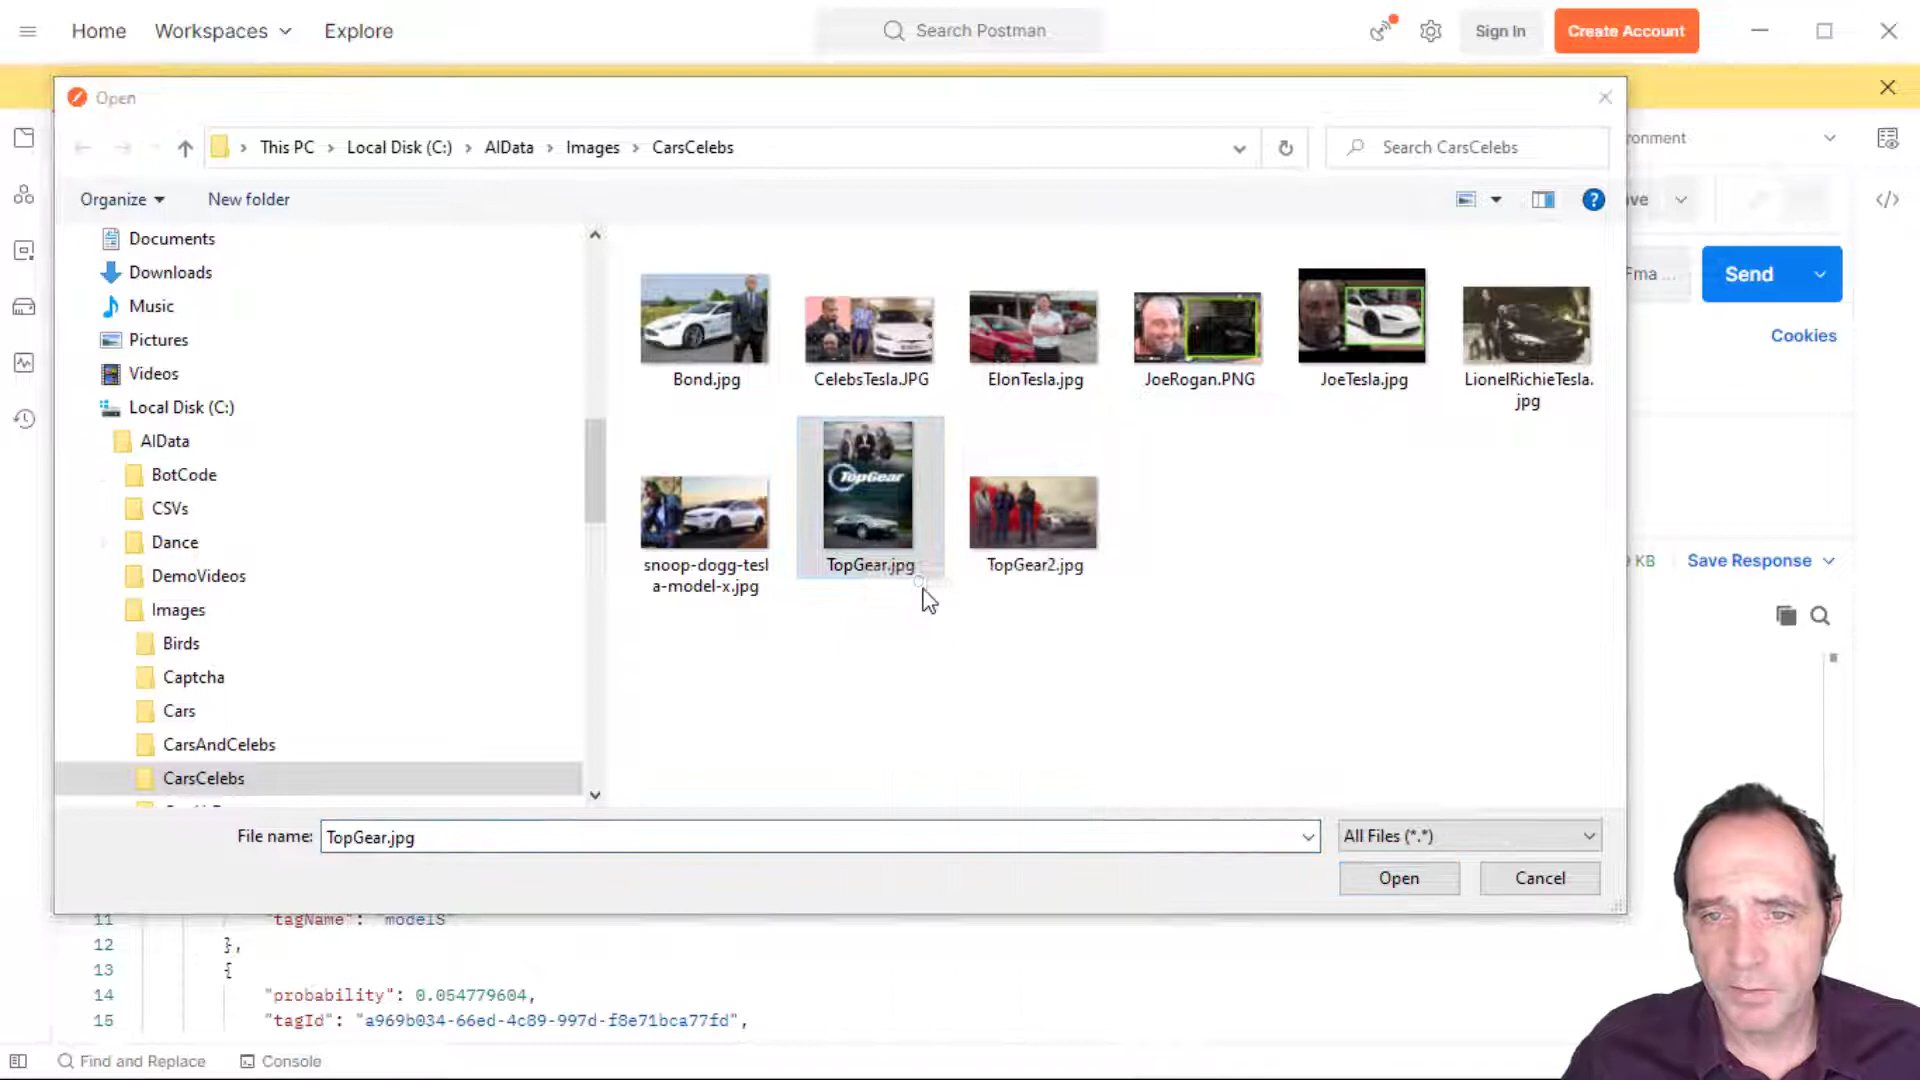 Home Workspaces Explore Search Postman Sign In Create Account
Open
This PC Local Disk (C:) AIData Images CarsCelebs Search CarsCelebs
ronment
Organize New folder
ve
Documents
Downloads
Music
Pictures
Videos
Local Disk (C:)
AIData
BotCode
CSVs
Dance
DemoVideos
Images
Birds
Captcha
Cars
CarsAndCelebs
CarsCelebs
Bond.jpg CelebsTesla.JPG ElonTesla.jpg JoeRogan.PNG JoeTesla.jpg LionelRichieTesla.
jpg
TopGear
snoop-dogg-tesl
a-model-x.jpg
TopGear.jpg TopGear2.jpg
Fma ... Send
Cookies
KB Save Response
File name: TopGear.jpg All Files (*.*)
Open Cancel
11 "tagName": "modelS"
12 },
13 {
14 "probability": 0.054779604,
15 "tagId": "a969b034-66ed-4c89-997d-f8e71bca77fd",
Find and Replace Console